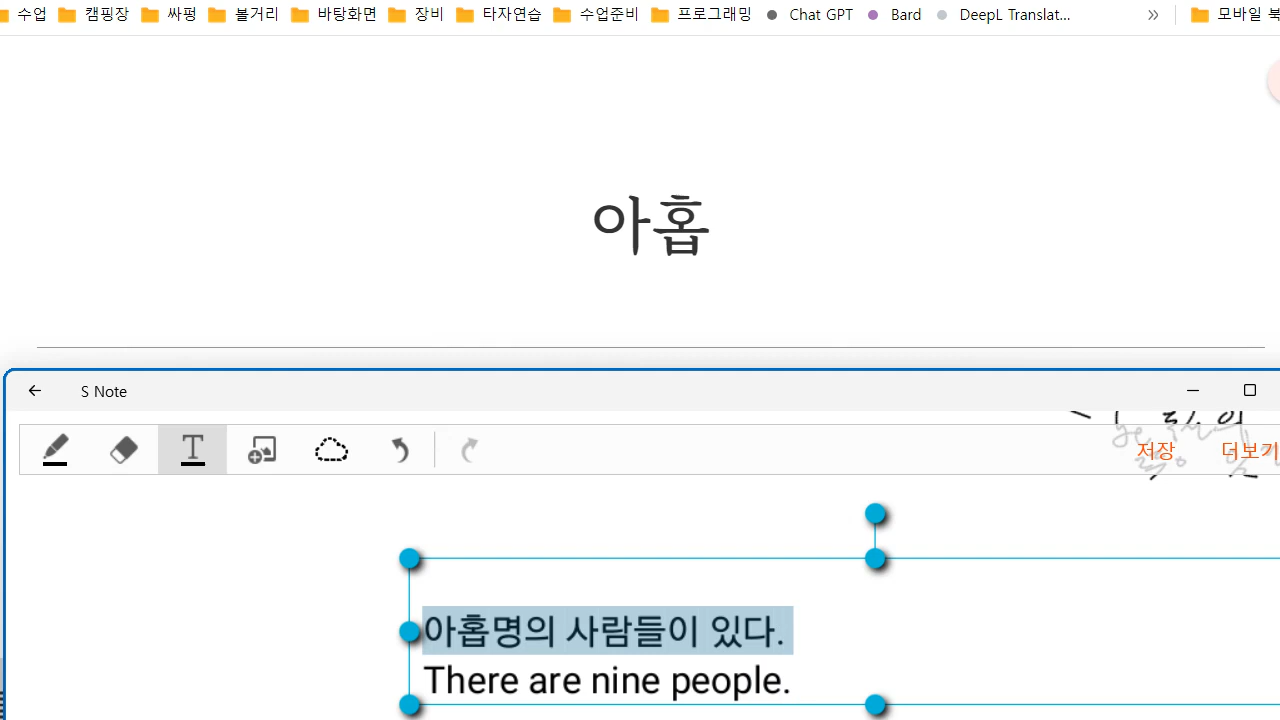 수업 캠핑장 싸펑 볼거리 바탕화면 장비 타자연습 수업준비 프로그래밍 Chat GPT Bard DeepL Translat... » 모바일 북
아홉
S Note
저장 더보기
아홉명의 사람들이 있다.
There are nine people.